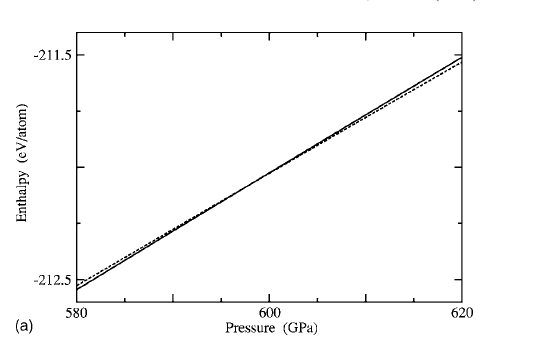 -211.5
Enthalpy (eV/atom)
-212.5
580
600
620
Pressure (GPa)
(a)